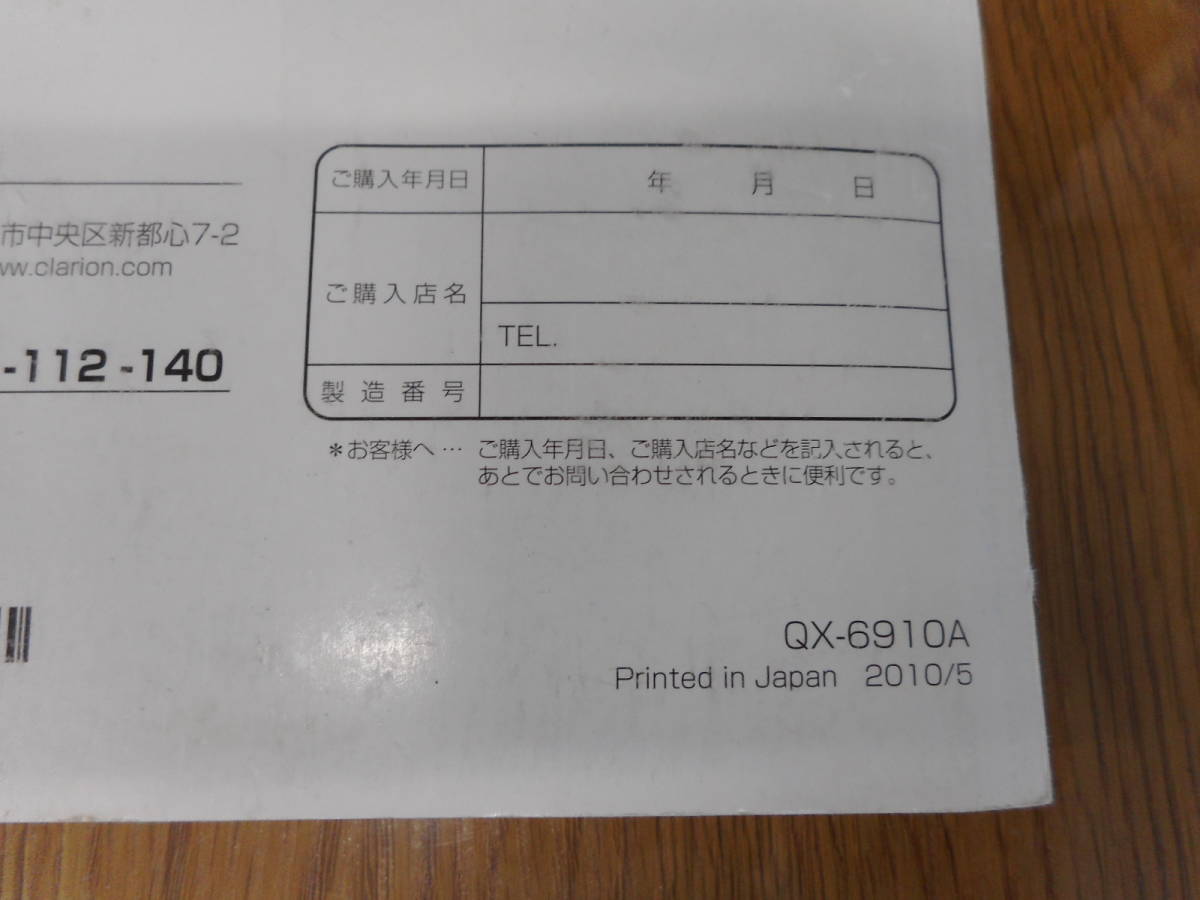 市中央区新都心7-2
ww.clarion.com
-112-140
ご購入年月日 年 月 日
ご購入店名
TEL.
製造番号
*お客様へ… ご購入年月日、ご購入店名などを記入されると、
あとでお問い合わせされるときに便利です。
QX-6910A
Printed in Japan 2010/5